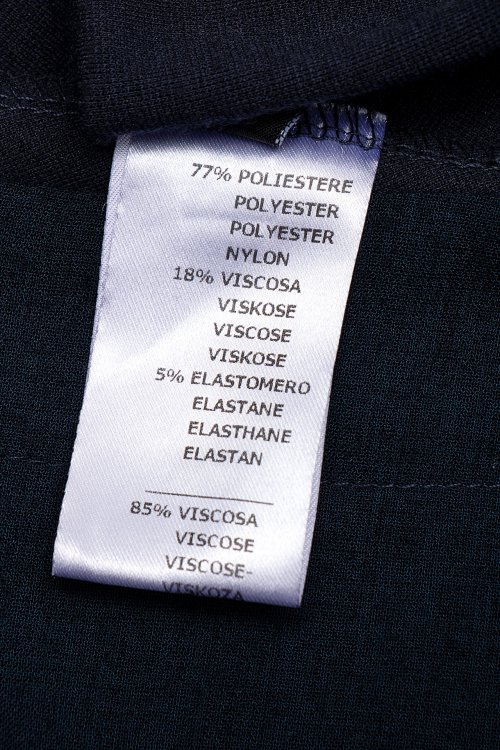 77% POLIESTERE
POLYESTER
POLYESTER
NYLON
18% VISCOSA
VISKOSE
VISCOSE
VISKOSE
5% ELASTOMERO
ELASTANE
ELASTHANE
ELASTAN
85% VISCOSA
VISCOSE
VISCOSE-
VISKOZA